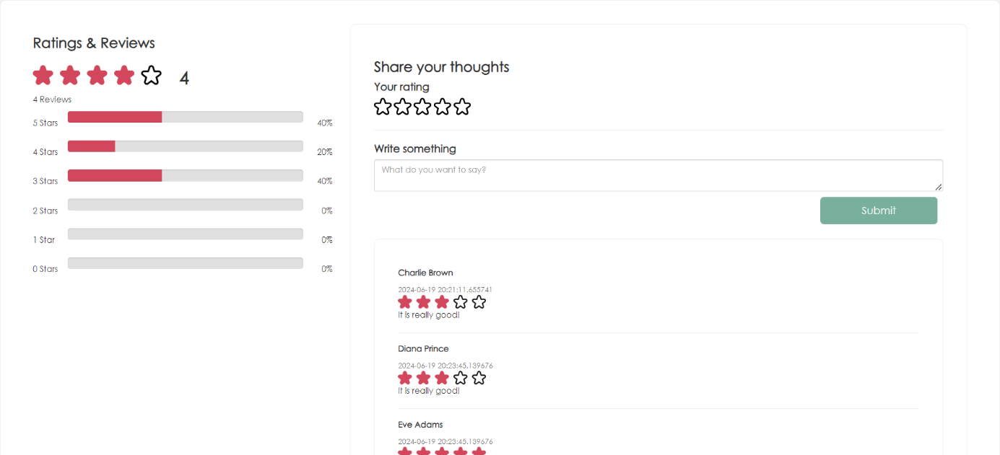 Ratings & Reviews
4
4 Reviews
5 Stars 40%
4 Stars 20%
3 Stars 40%
2 Stars 0%
1 Star 0%
0 Stars 0%
Share your thoughts
Your rating
Write something
What do you want to say?
Submit
Charlie Brown
2024-06-19 20:21:11.655741
It is really good!
Diana Prince
2024-06-19 20:23:45.139676
It is really good!
Eve Adams
2024-06-19 20:23:45.139676